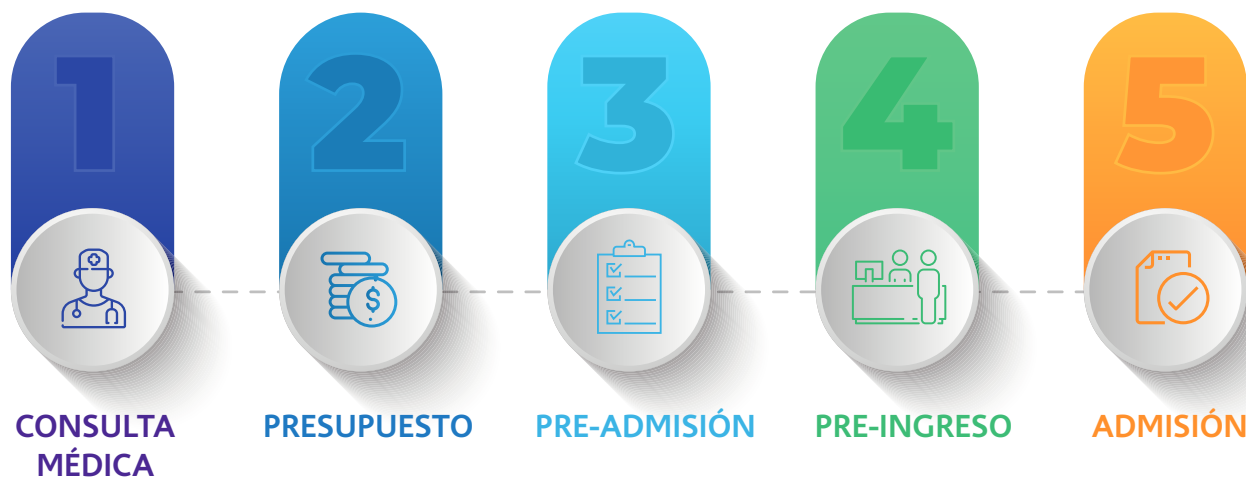 1
2
3
4
5
$
CONSULTA
MÉDICA
PRESUPUESTO
PRE-ADMISIÓN
PRE-INGRESO
ADMISIÓN